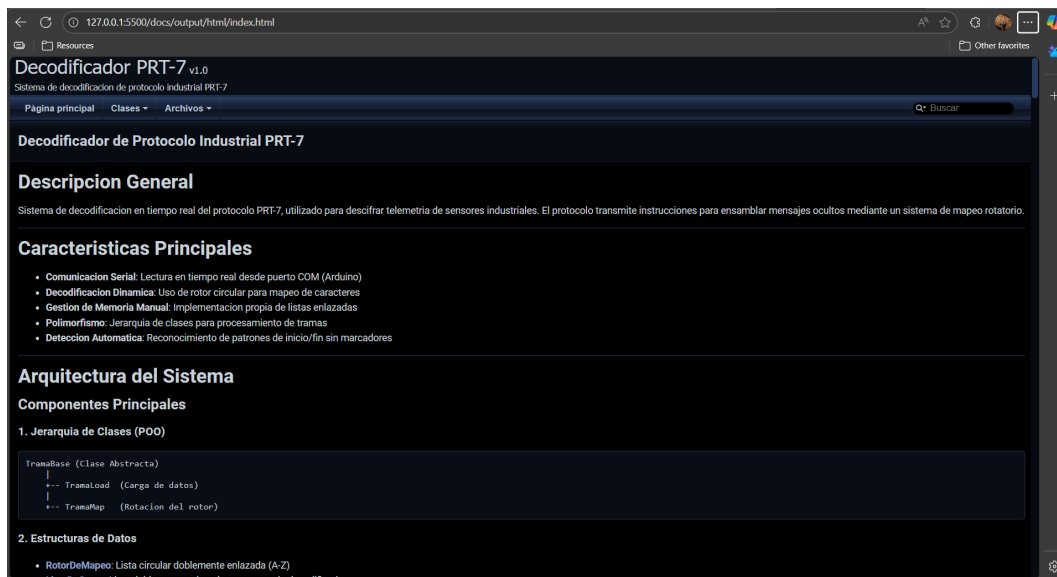 127.0.0.1:5500/docs/output/html/index.html
Resources
Other favorites
Decodificador PRT-7 v1.0
Sistema de decodificacion de protocolo industrial PRT-7
Página principal Clases Archivos Buscar
Decodificador de Protocolo Industrial PRT-7
Descripcion General
Sistema de decodificacion en tiempo real del protocolo PRT-7, utilizado para descifrar telemetria de sensores industriales. El protocolo transmite instrucciones para ensamblar mensajes ocultos mediante un sistema de mapeo rotatorio.
Caracteristicas Principales
• Comunicacion Serial: Lectura en tiempo real desde puerto COM (Arduino)
• Decodificacion Dinamica: Uso de rotor circular para mapeo de caracteres
• Gestion de Memoria Manual: Implementacion propia de listas enlazadas
• Polimorfismo: Jerarquia de clases para procesamiento de tramas
• Deteccion Automatica: Reconocimiento de patrones de inicio/fin sin marcadores
Arquitectura del Sistema
Componentes Principales
1. Jerarquia de Clases (POO)
TramaBase (Clase Abstracta)
|
+-- TramaLoad (Carga de datos)
|
+-- TramaMap (Rotacion del rotor)
2. Estructuras de Datos
• RotorDeMapeo: Lista circular doblemente enlazada (A-Z)